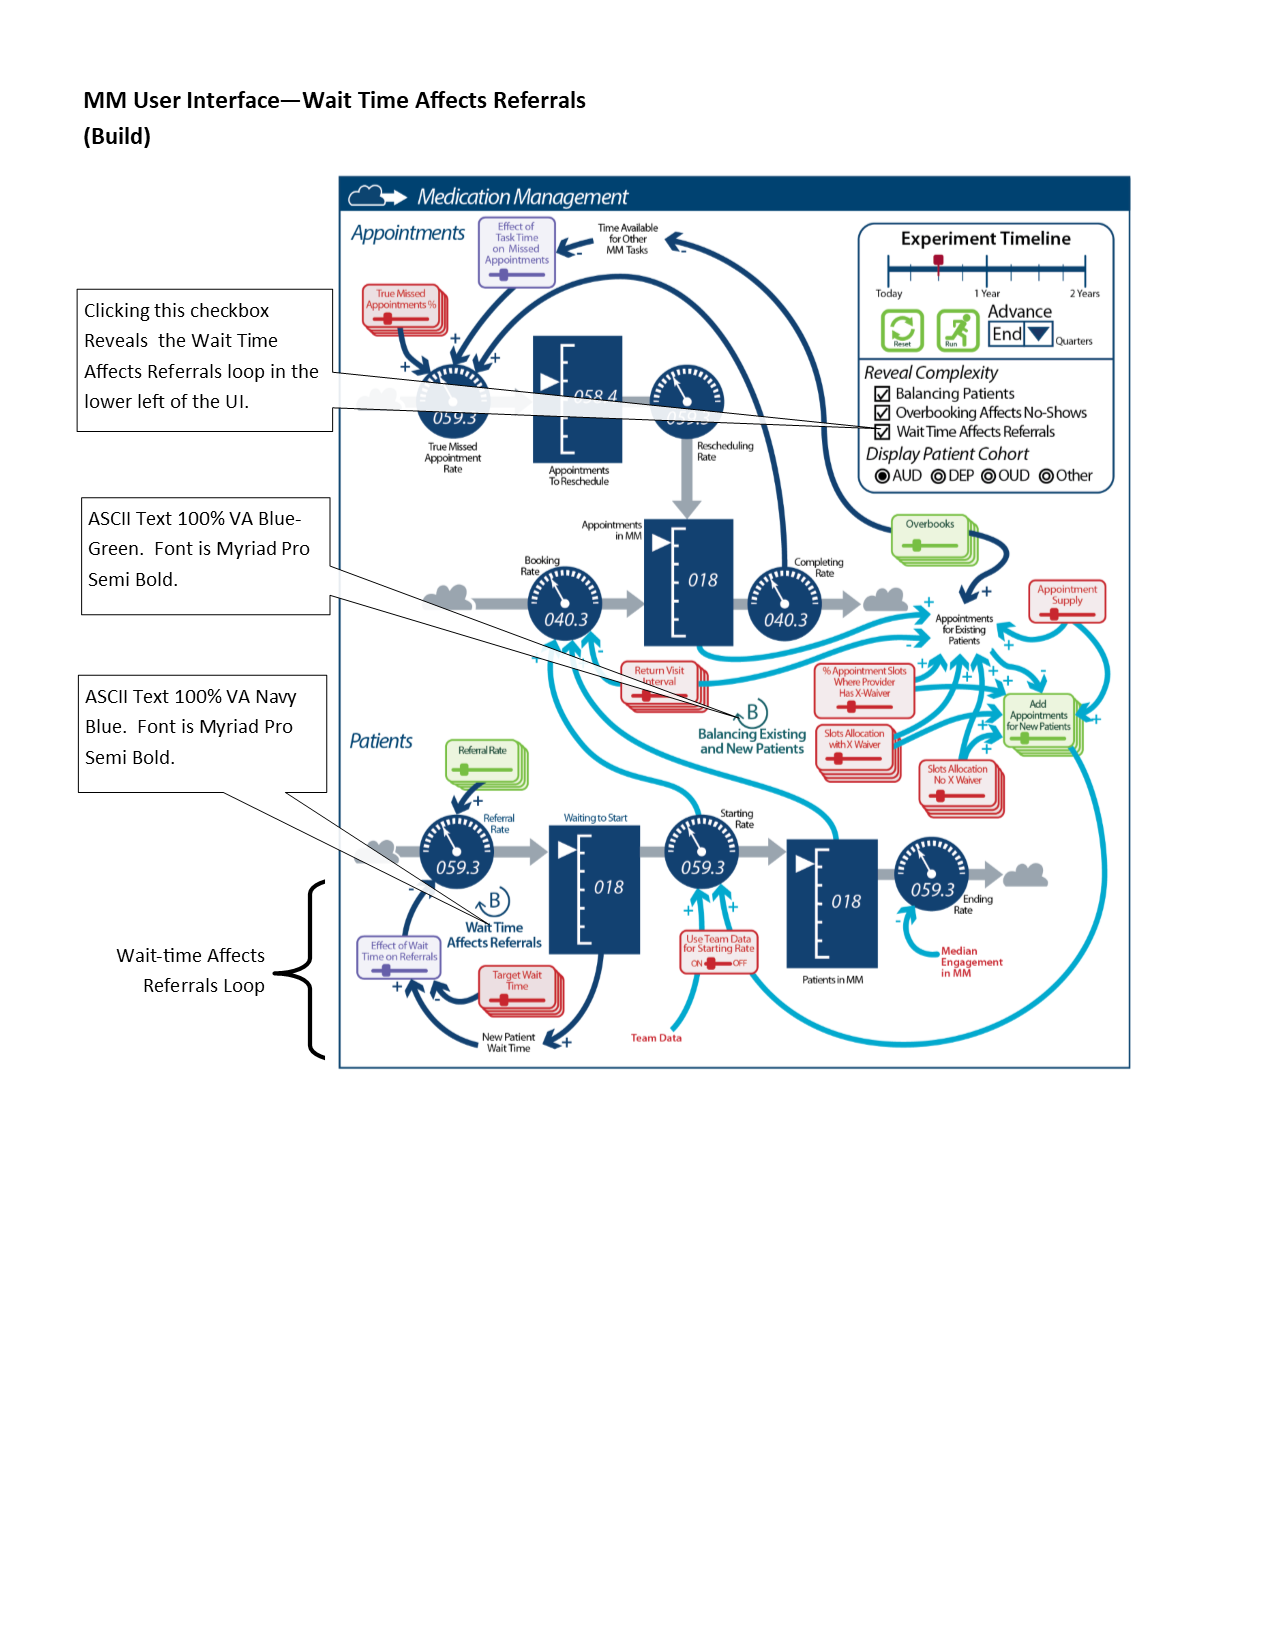 MM User Interface—Wait Time Affects Referrals
(Build)
Medication Management
Appointments
Effect of
Task Time
on Missed
Appointments
Time Available
for Other
MM Tasks
-
-
Experiment Timeline
Today
1 Year
2 Years
Reset
Run
Advance
End
Quarters
Reveal Complexity
Balancing Patients
Overbooking Affects No-Shows
Wait Time Affects Referrals
Display Patient Cohort
AUD
DEP
OUD
Other
Clicking this checkbox
Reveals the Wait Time
Affects Referrals loop in the
lower left of the UI.
True Missed
Appointments %
+
+
+
059.3
True Missed
Appointment
Rate
058.4
Appointments
To Reschedule
059.3
Rescheduling
Rate
ASCII Text 100% VA Blue-
Green. Font is Myriad Pro
Semi Bold.
Appointments
in MM
018
Booking
Rate
040.3
Completing
Rate
040.3
Overbooks
+
Appointment
Supply
Appointments
for Existing
Patients
+
-
+
+
-
Return Visit
Interval
% Appointment Slots
Where Provider
Has X-Waiver
+
+
+
+
-
Add
Appointments
for New Patients
+
B
Balancing Existing
and New Patients
Slots Allocation
with X Waiver
+
+
Slots Allocation
No X Waiver
ASCII Text 100% VA Navy
Blue. Font is Myriad Pro
Semi Bold.
Patients
Referral Rate
+
Referral
Rate
059.3
Waiting to Start
018
Starting
Rate
059.3
018
Patients in MM
059.3
Ending
Rate
-
B
Wait Time
Affects Referrals
-
Effect of Wait
Time on Referrals
Target Wait
Time
+
-
New Patient
Wait Time
+
+
+
Use Team Data
for Starting Rate
ON
OFF
Team Data
Median
Engagement
in MM
Wait-time Affects
Referrals Loop